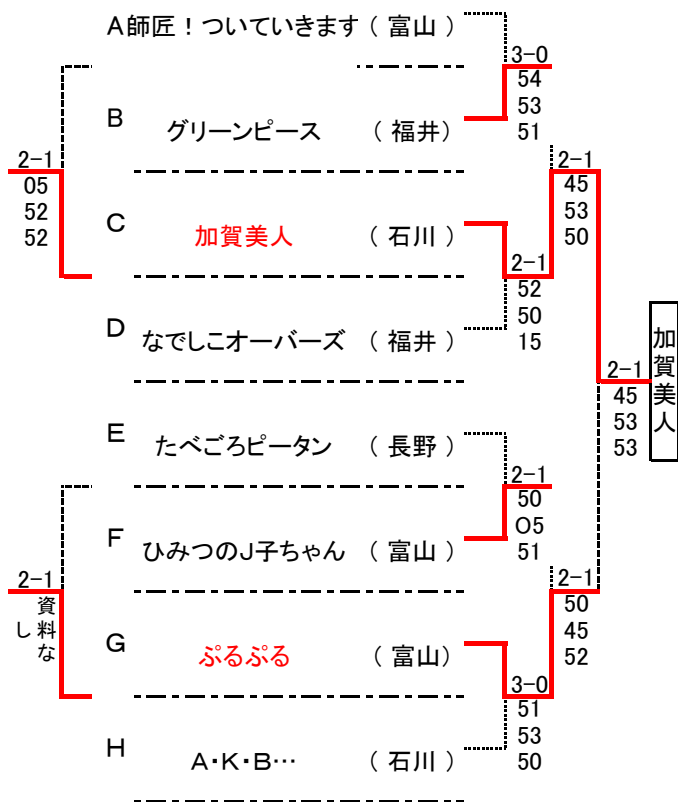 A師匠！ついていきます（富山）
3-0
54
53
51
B グリーンピース （福井）
2-1
O5
52
52
2-1
45
53
50
C 加賀美人 （石川）
2-1
52
50
15
D なでしこオーバーズ （福井）
加賀美人
2-1
45
53
53
E たべごろピータン （長野）
2-1
50
O5
51
F ひみつのJ子ちゃん （富山）
2-1
資料なし
2-1
50
45
52
G ぷるぷる （富山）
3-0
51
53
50
H A・K・B… （石川）